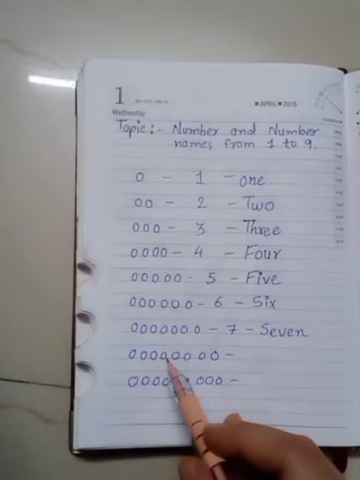 1
Wednesday
APRIL 2015
Topic:- Number and Number
names from 1 to 9.
0 - 1 - one
00 - 2 - Two
000 - 3 - Three
0000 - 4 - Four
00000 - 5 - Five
000000 - 6 - Six
0000000 - 7 - Seven
00000000 -